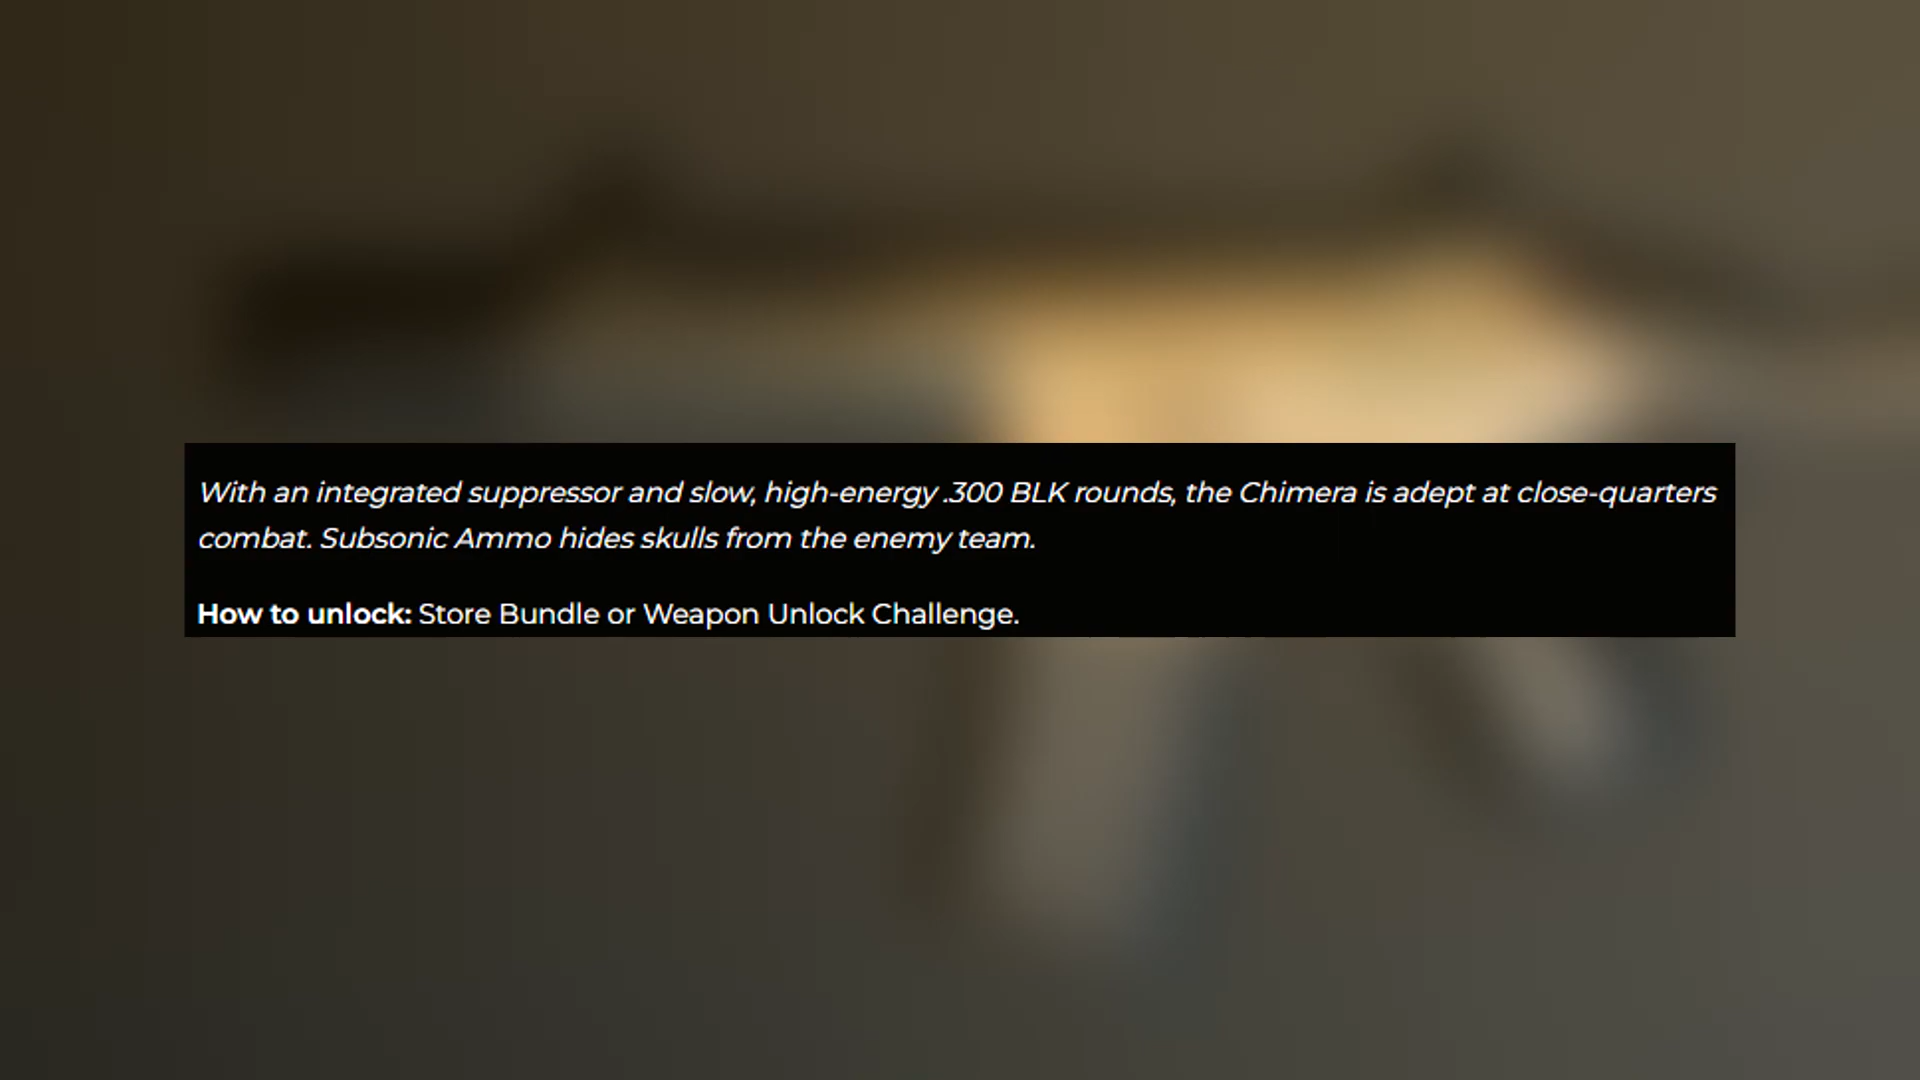 With an integrated suppressor and slow, high-energy .300 BLK rounds, the Chimera is adept at close-quarters
combat. Subsonic Ammo hides skulls from the enemy team.
How to unlock: Store Bundle or Weapon Unlock Challenge.